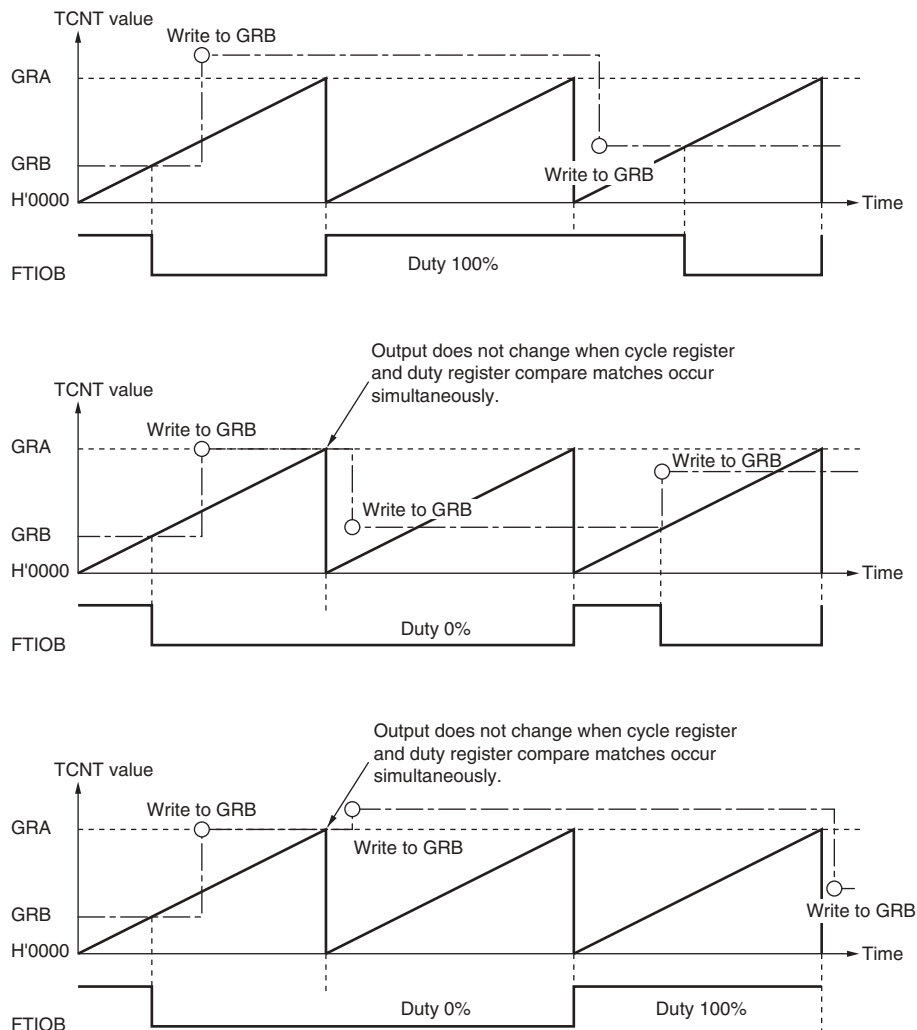 TCNT value
Write to GRB
GRA
GRB
Write to GRB
H'0000
Time
FTIOB
Duty 100%
Output does not change when cycle register
and duty register compare matches occur
simultaneously.
TCNT value
Write to GRB
GRA
Write to GRB
Write to GRB
GRB
H'0000
Time
FTIOB
Duty 0%
Output does not change when cycle register
and duty register compare matches occur
simultaneously.
TCNT value
Write to GRB
GRA
Write to GRB
GRB
Write to GRB
H'0000
Time
FTIOB
Duty 0%
Duty 100%